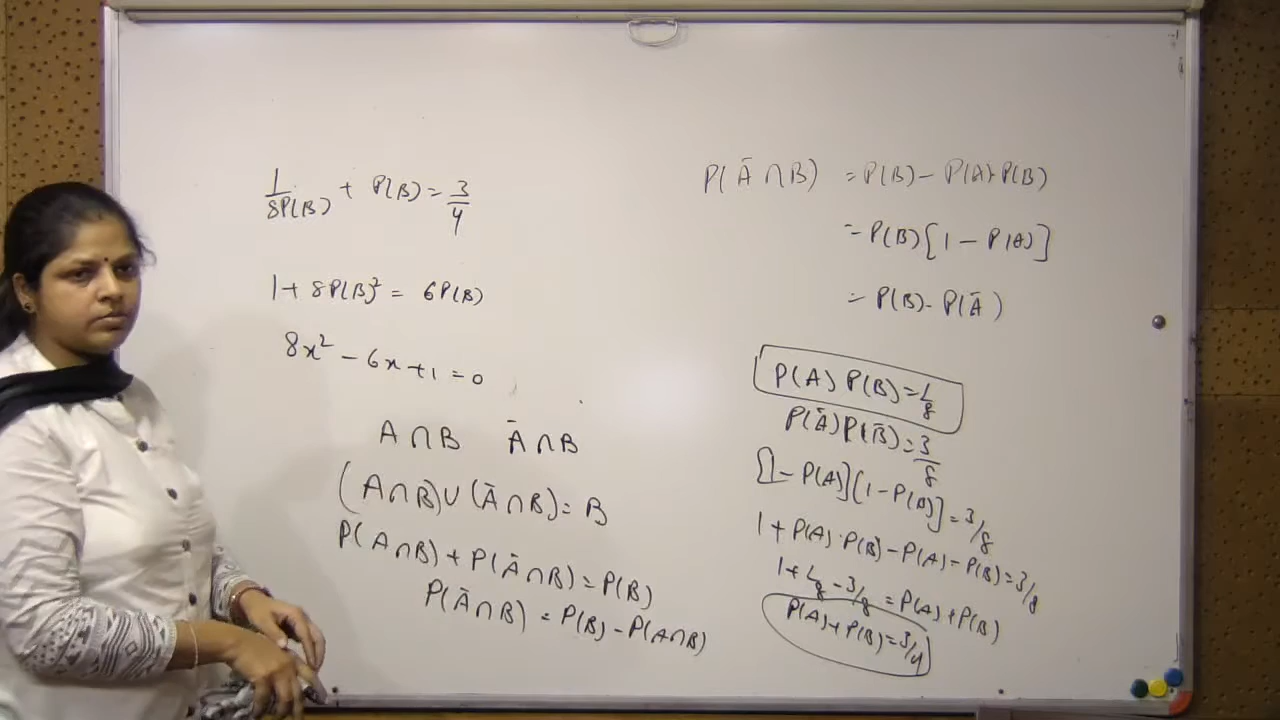 1/8P(B) + P(B) = 3/4
1 + 8P(B)² = 6P(B)
8x² - 6x + 1 = 0
A∩B Ā∩B
(A∩B)∪(Ā∩B) = B
P(A∩B) + P(Ā∩B) = P(B)
P(Ā∩B) = P(B) - P(A∩B)
P(Ā∩B) = P(B) - P(A)·P(B)
= P(B)[1 - P(A)]
= P(B) - P(Ā)
P(A) P(B) = 1/8
P(Ā)P(B̄) = 3/8
[1 - P(A)][1 - P(B)] = 3/8
1 + P(A)·P(B) - P(A) - P(B) = 3/8
1 + 1/8 - 3/8 = P(A) + P(B)
P(A) + P(B) = 3/4